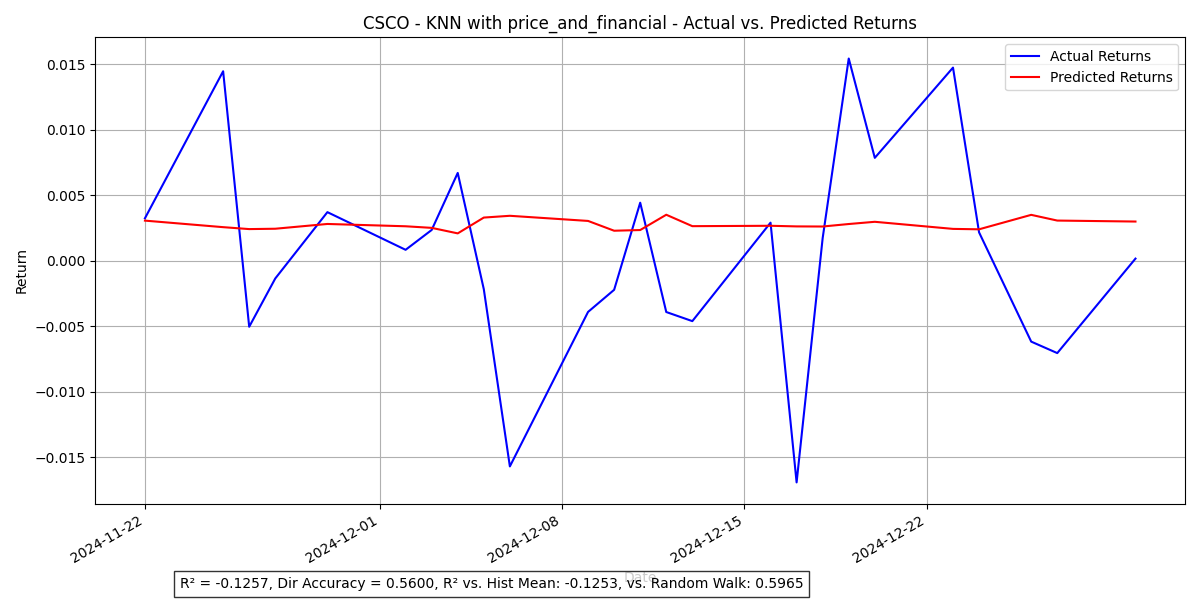 CSCO - KNN with price_and_financial - Actual vs. Predicted Returns
Actual Returns
Predicted Returns
Return
0.015
0.010
0.005
0.000
−0.005
−0.010
−0.015
2024-11-22
2024-12-01
2024-12-08
2024-12-15
2024-12-22
Date
R² = -0.1257, Dir Accuracy = 0.5600, R² vs. Hist Mean: -0.1253, vs. Random Walk: 0.5965